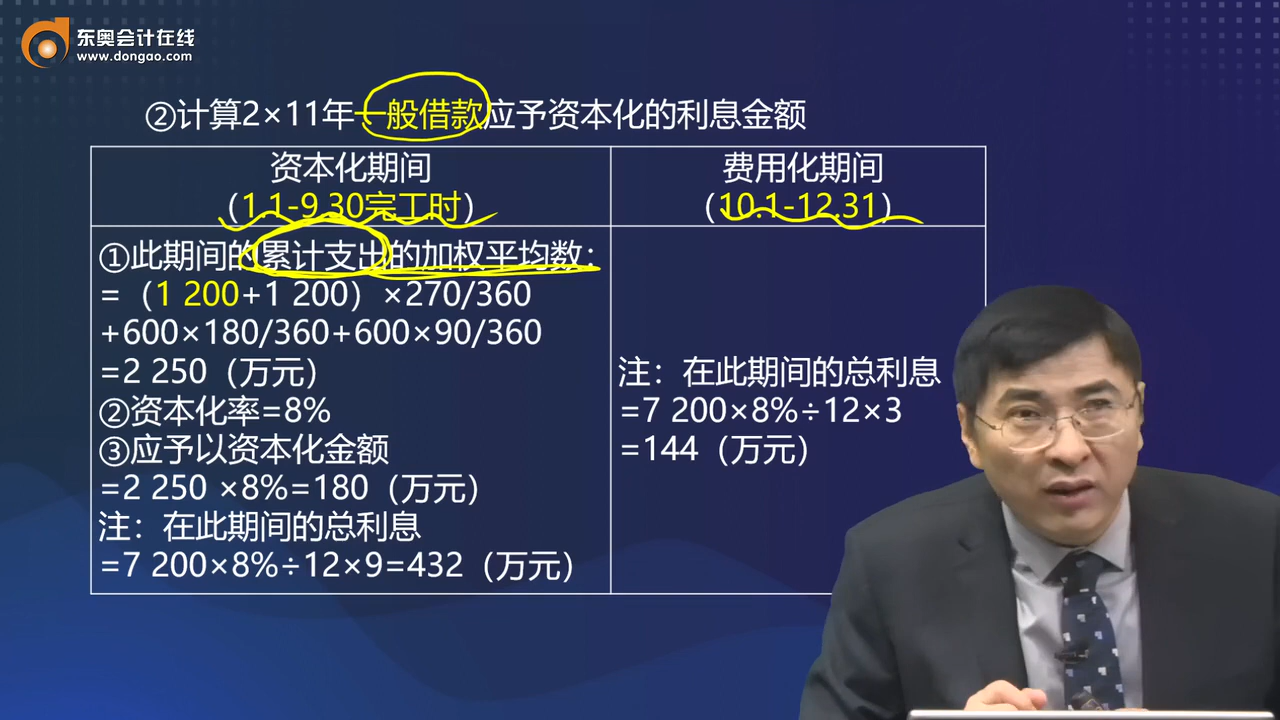 东奥会计在线
www.dongao.com
②计算2×11年一般借款应予资本化的利息金额
资本化期间
（1.1-9.30完工时）
费用化期间
（10.1-12.31）
①此期间的累计支出的加权平均数：
=（1 200+1 200）×270/360
+600×180/360+600×90/360
=2 250（万元）
②资本化率=8%
③应予以资本化金额
=2 250 ×8%=180（万元）
注：在此期间的总利息
=7 200×8%÷12×9=432（万元）
注：在此期间的总利息
=7 200×8%÷12×3
=144（万元）